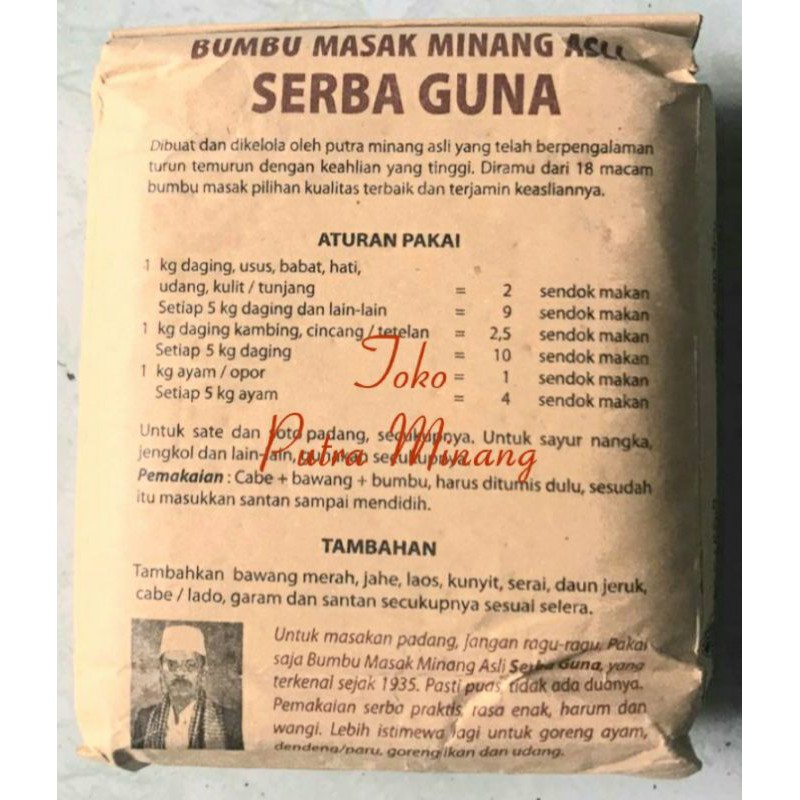 BUMBU MASAK MINANG ASLI
SERBA GUNA
Dibuat dan dikelola oleh putra minang asli yang telah berpengalaman
turun temurun dengan keahlian yang tinggi. Diramu dari 18 macam
bumbu masak pilihan kualitas terbaik dan terjamin keasliannya.
ATURAN PAKAI
1 kg daging, usus, babat, hati,
udang, kulit / tunjang = 2 sendok makan
Setiap 5 kg daging dan lain-lain = 9 sendok makan
1 kg daging kambing, cincang / tetelan = 2,5 sendok makan
Setiap 5 kg daging = 10 sendok makan
1 kg ayam / opor = 1 sendok makan
Setiap 5 kg ayam = 4 sendok makan
Toko
Putra Minang
Untuk sate dan soto padang, secukupnya. Untuk sayur nangka,
jengkol dan lain-lain, gunakan secukupnya.
Pemakaian : Cabe + bawang + bumbu, harus ditumis dulu, sesudah
itu masukkan santan sampai mendidih.
TAMBAHAN
Tambahkan bawang merah, jahe, laos, kunyit, serai, daun jeruk,
cabe / lado, garam dan santan secukupnya sesuai selera.
Untuk masakan padang, jangan ragu-ragu. Pakai
saja Bumbu Masak Minang Asli Serba Guna, yang
terkenal sejak 1935. Pasti puas, tidak ada duanya.
Pemakaian serba praktis, rasa enak, harum dan
wangi. Lebih istimewa lagi untuk goreng ayam,
dendeng/paru, goreng ikan dan udang.